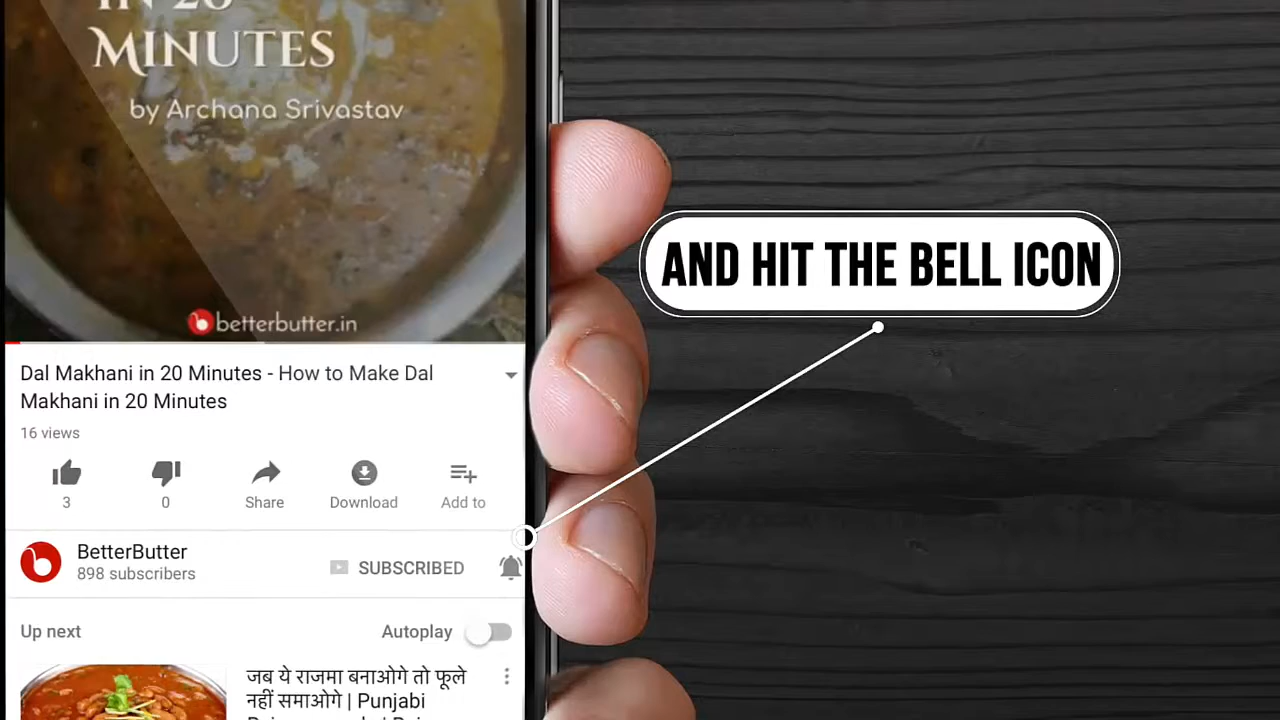 IN 20
MINUTES
by Archana Srivastav
betterbutter.in
AND HIT THE BELL ICON
Dal Makhani in 20 Minutes - How to Make Dal
Makhani in 20 Minutes
16 views
3
0
Share
Download
Add to
BetterButter
898 subscribers
SUBSCRIBED
Up next
Autoplay
जब ये राजमा बनाओगे तो फूले
नहीं समाओगे | Punjabi